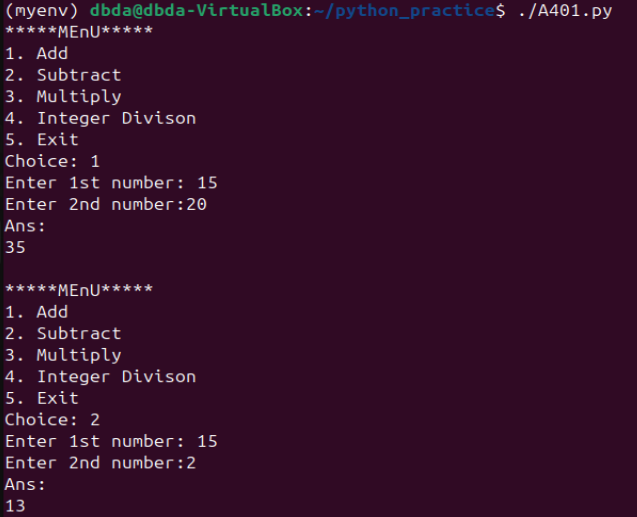 (myenv) dbda@dbda-VirtualBox:~/python_practice$ ./A401.py
*****MEnU*****
1. Add
2. Subtract
3. Multiply
4. Integer Divison
5. Exit
Choice: 1
Enter 1st number: 15
Enter 2nd number:20
Ans:
35
*****MEnU*****
1. Add
2. Subtract
3. Multiply
4. Integer Divison
5. Exit
Choice: 2
Enter 1st number: 15
Enter 2nd number:2
Ans:
13